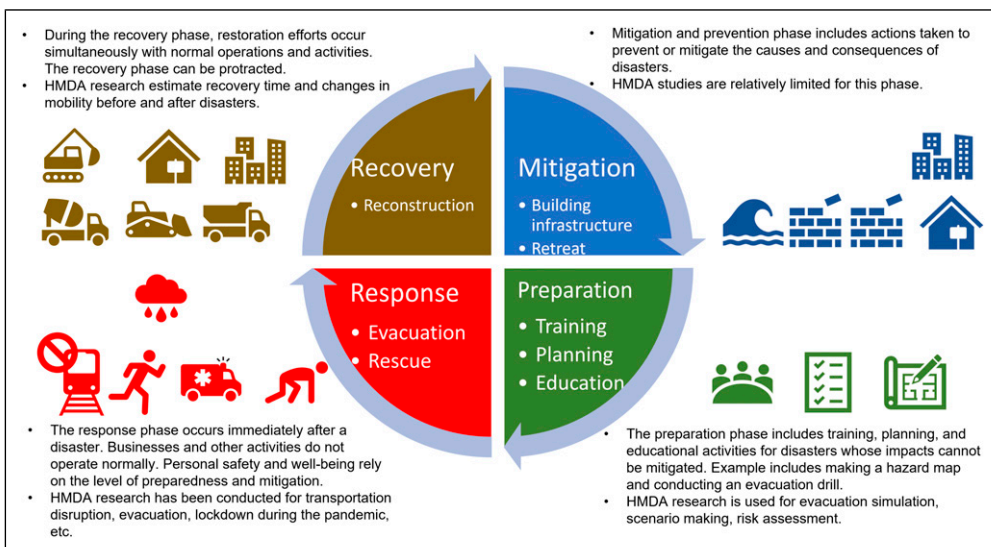 • During the recovery phase, restoration efforts occur
simultaneously with normal operations and activities.
The recovery phase can be protracted.
• HMDA research estimate recovery time and changes in
mobility before and after disasters.
• Mitigation and prevention phase includes actions taken to
prevent or mitigate the causes and consequences of
disasters.
• HMDA studies are relatively limited for this phase.
Recovery
• Reconstruction
Mitigation
• Building
infrastructure
• Retreat
Response
• Evacuation
• Rescue
Preparation
• Training
• Planning
• Education
• The response phase occurs immediately after a
disaster. Businesses and other activities do not
operate normally. Personal safety and well-being rely
on the level of preparedness and mitigation.
• HMDA research has been conducted for transportation
disruption, evacuation, lockdown during the pandemic,
etc.
• The preparation phase includes training, planning, and
educational activities for disasters whose impacts cannot
be mitigated. Example includes making a hazard map
and conducting an evacuation drill.
• HMDA research is used for evacuation simulation,
scenario making, risk assessment.